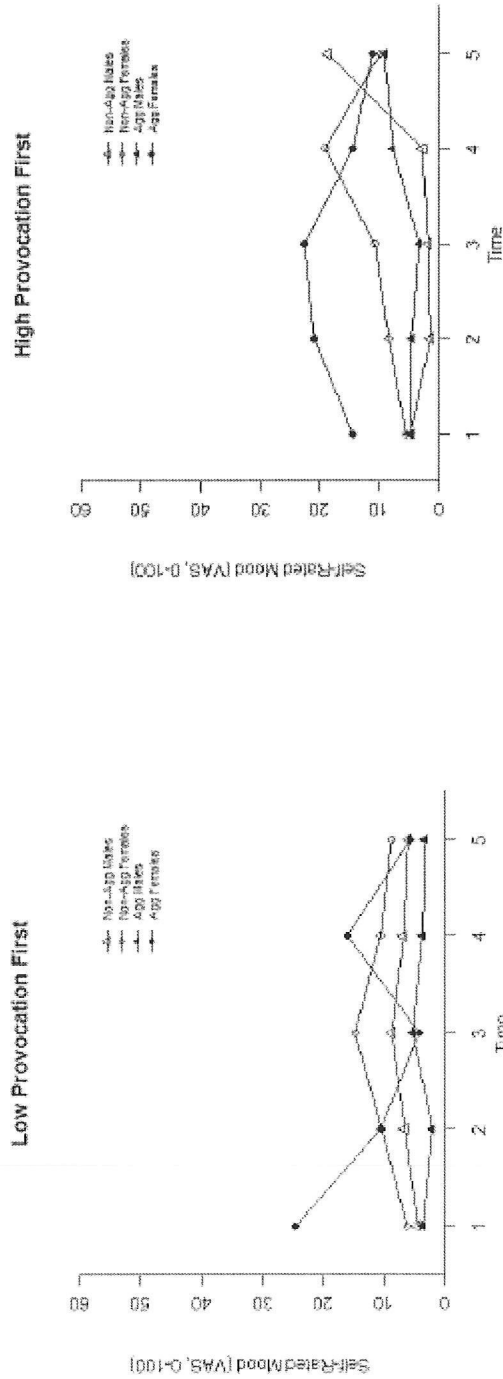 High Provocation First
Non-Agg Males
Non-Agg Females
Agg Males
Agg Females
Self-Rated Mood (VAS, 0-100)
60
50
40
30
20
10
0
1
2
3
4
5
Time
Low Provocation First
Non-Agg Males
Non-Agg Females
Agg Males
Agg Females
Self-Rated Mood (VAS, 0-100)
60
50
40
30
20
10
0
1
2
3
4
5
Time